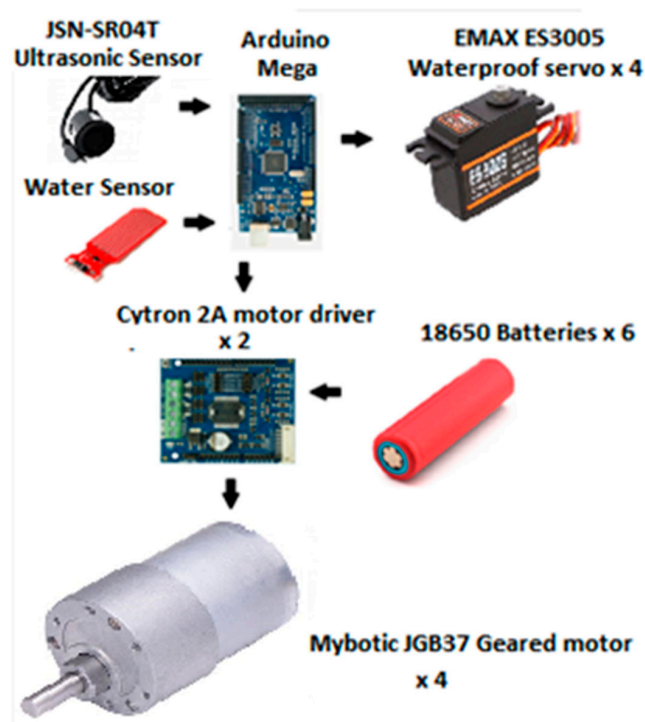 JSN-SR04T
Ultrasonic Sensor
Arduino
Mega
EMAX ES3005
Waterproof servo x 4
Water Sensor
Cytron 2A motor driver
x 2
18650 Batteries x 6
Mybotic JGB37 Geared motor
x 4